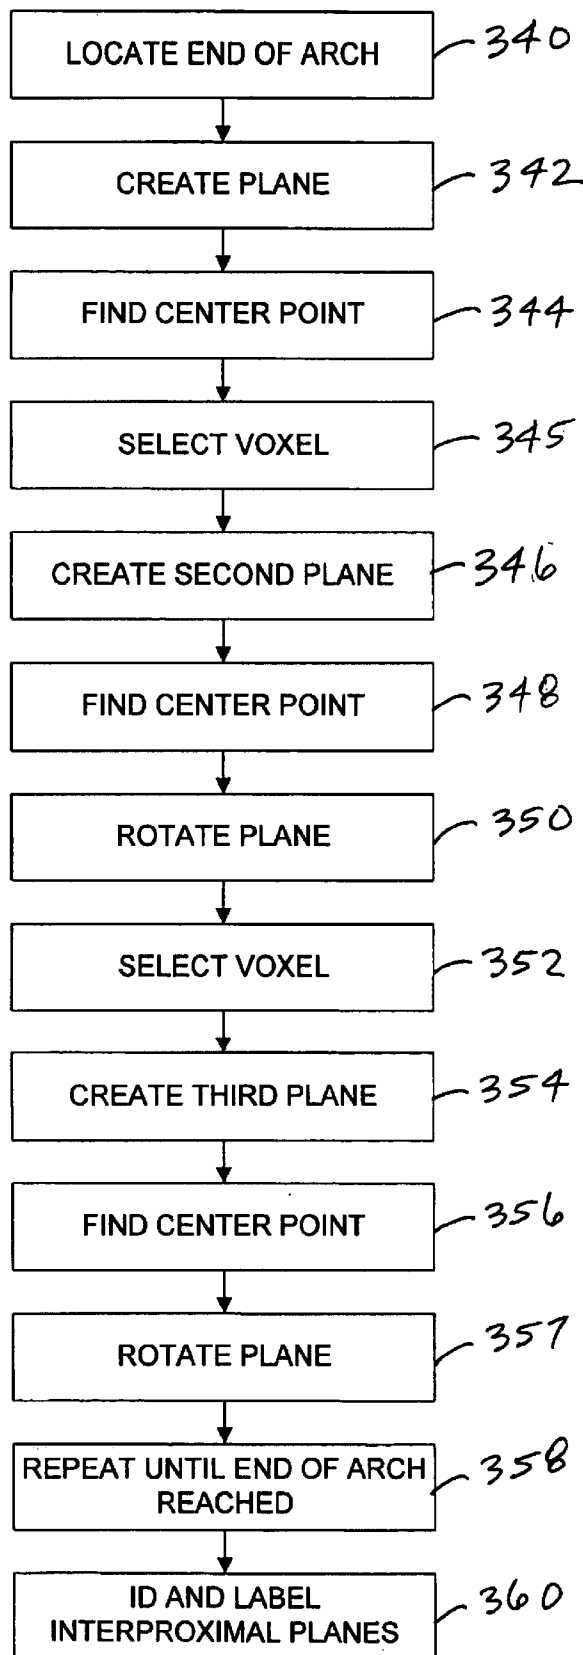 LOCATE END OF ARCH 340
CREATE PLANE 342
FIND CENTER POINT 344
SELECT VOXEL 345
CREATE SECOND PLANE 346
FIND CENTER POINT 348
ROTATE PLANE 350
SELECT VOXEL 352
CREATE THIRD PLANE 354
FIND CENTER POINT 356
ROTATE PLANE 357
REPEAT UNTIL END OF ARCH 358
REACHED
ID AND LABEL 360
INTERPROXIMAL PLANES